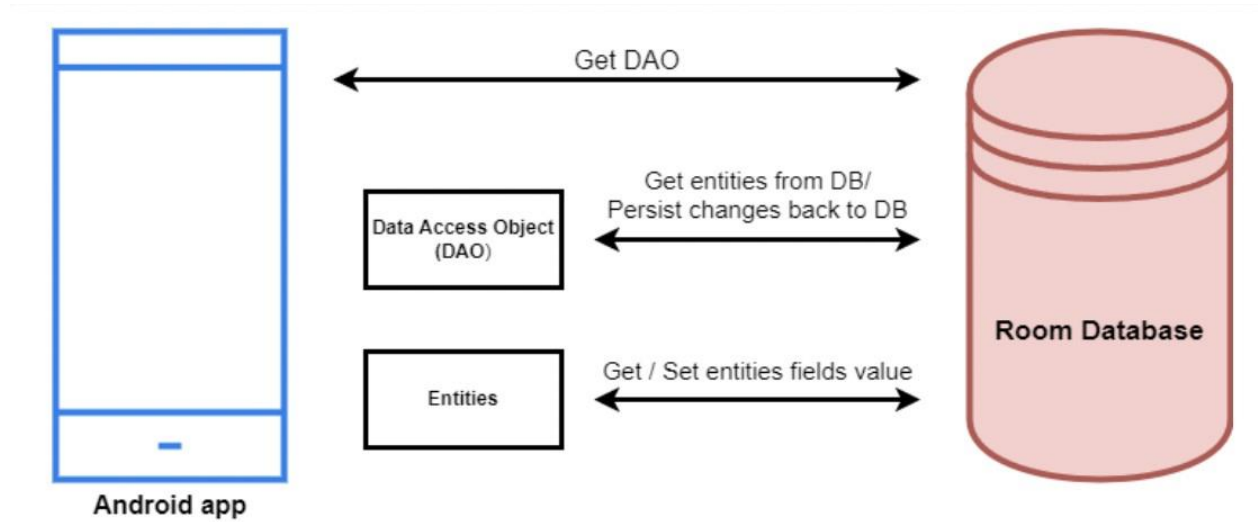 Get DAO
Get entities from DB/
Persist changes back to DB
Data Access Object
(DAO)
Room Database
Get / Set entities fields value
Entities
Android app